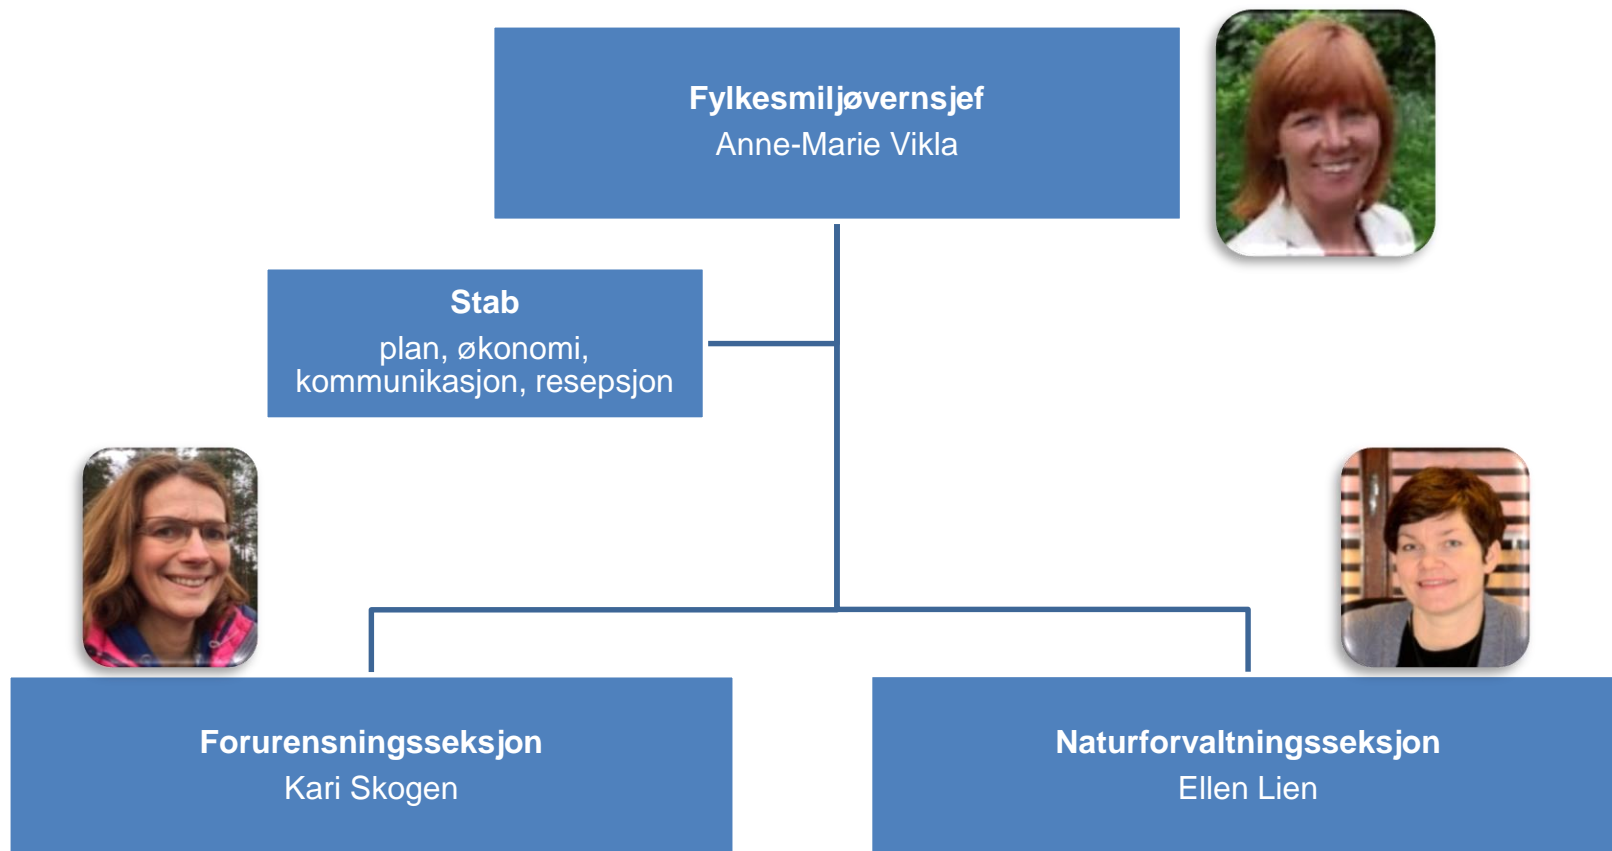 Fylkesmiljøvernsjef
Anne-Marie Vikla
Stab
plan, økonomi,
kommunikasjon, resepsjon
Forurensningsseksjon
Kari Skogen
Naturforvaltningsseksjon
Ellen Lien